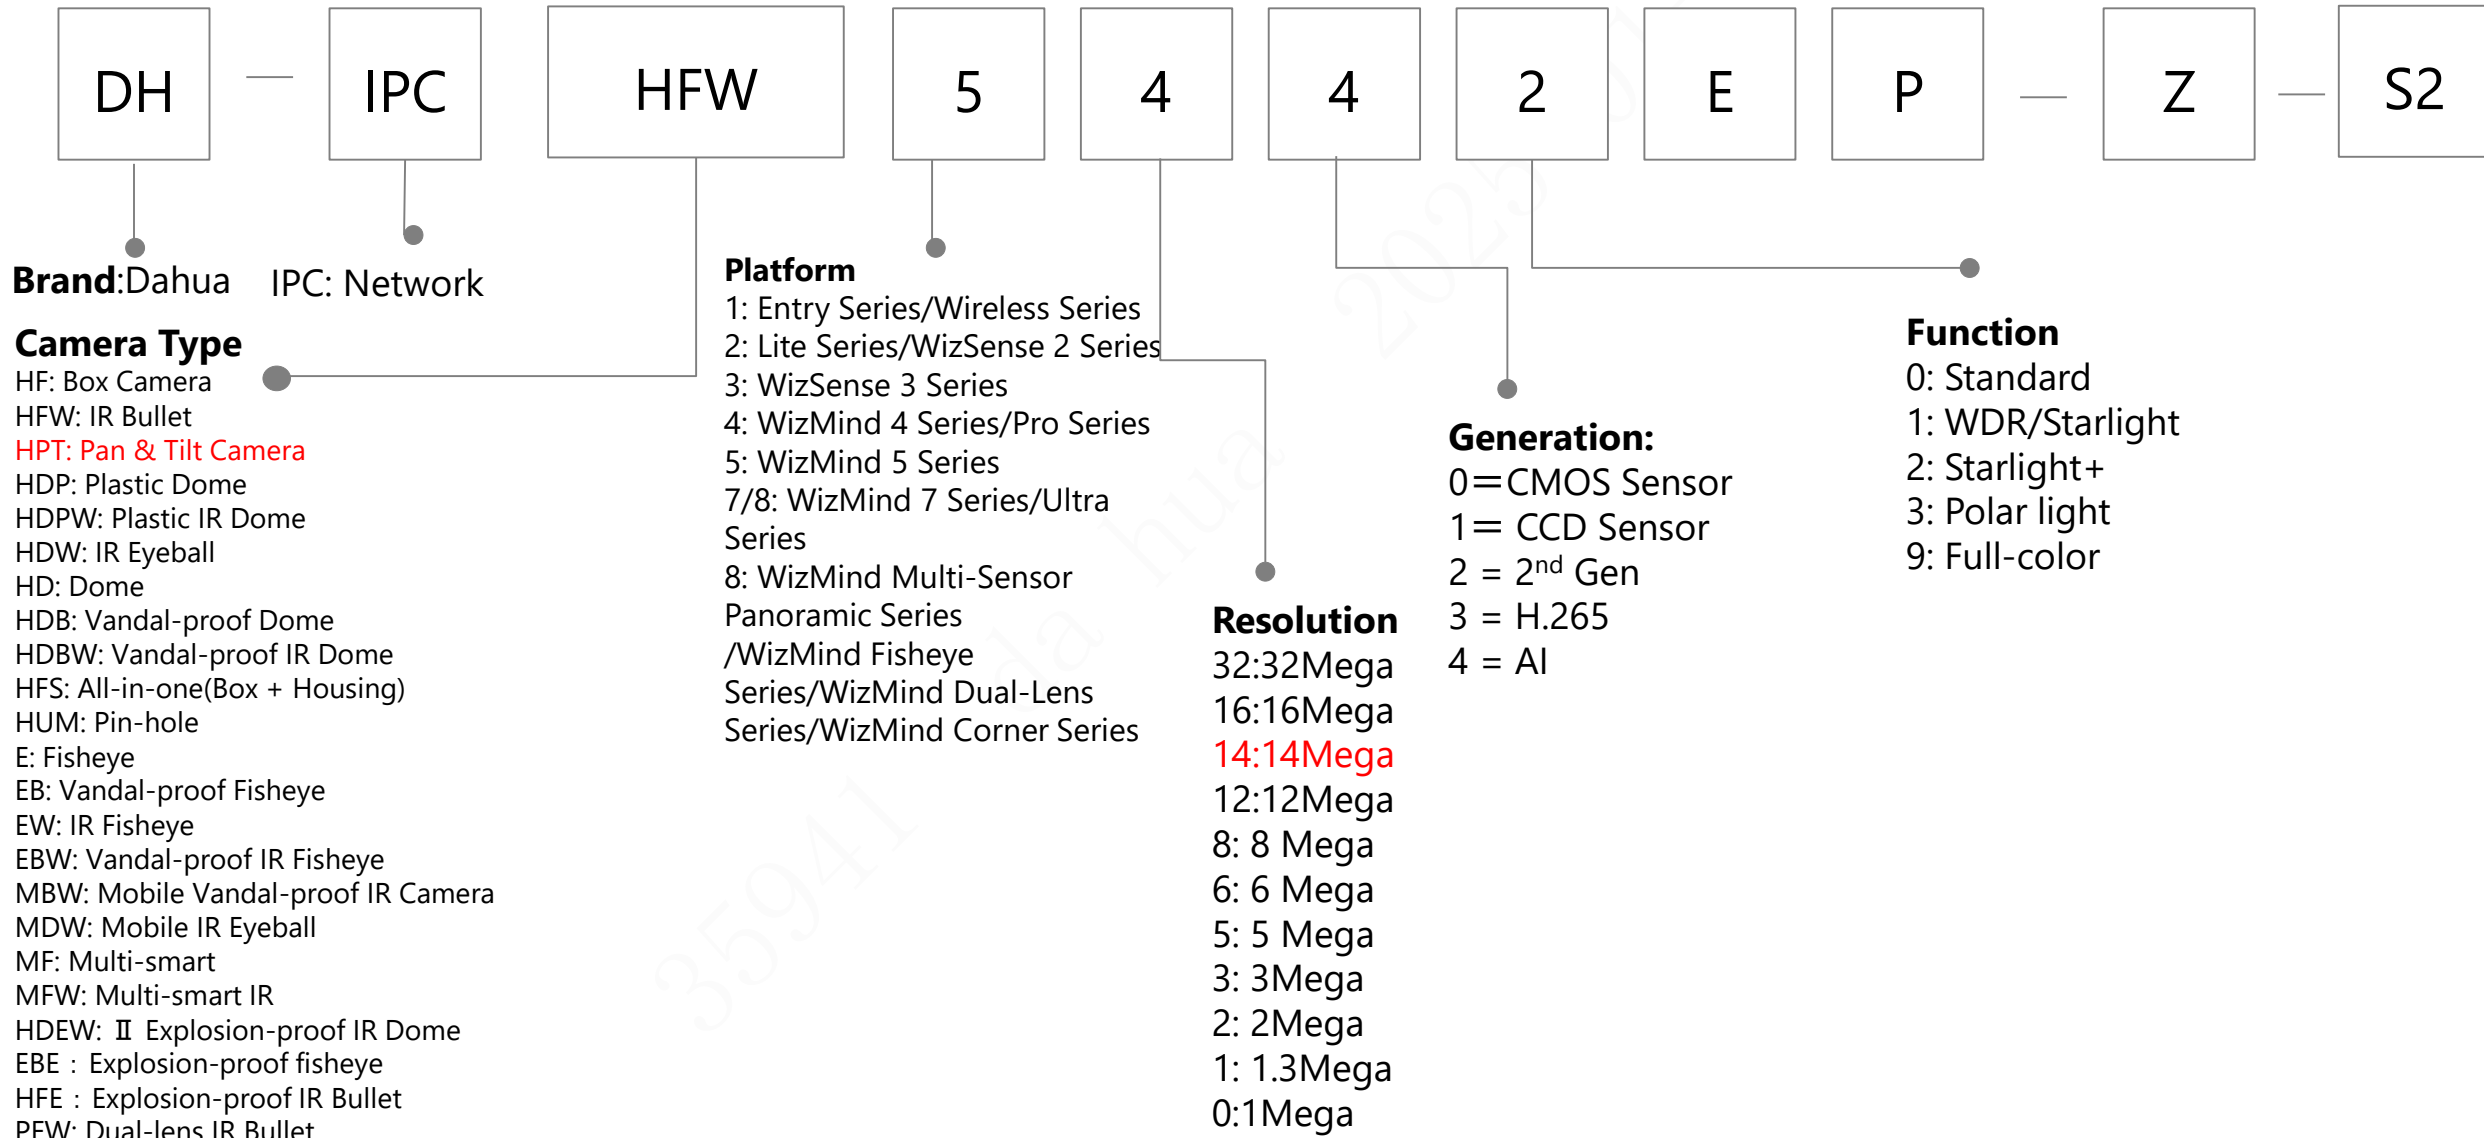 DH — IPC HFW 5 4 4 2 E P — Z — S2
Brand:Dahua
IPC: Network
Camera Type
HF: Box Camera
HFW: IR Bullet
HPT: Pan & Tilt Camera
HDP: Plastic Dome
HDPW: Plastic IR Dome
HDW: IR Eyeball
HD: Dome
HDB: Vandal-proof Dome
HDBW: Vandal-proof IR Dome
HFS: All-in-one(Box + Housing)
HUM: Pin-hole
E: Fisheye
EB: Vandal-proof Fisheye
EW: IR Fisheye
EBW: Vandal-proof IR Fisheye
MBW: Mobile Vandal-proof IR Camera
MDW: Mobile IR Eyeball
MF: Multi-smart
MFW: Multi-smart IR
HDEW: Ⅱ Explosion-proof IR Dome
EBE：Explosion-proof fisheye
HFE：Explosion-proof IR Bullet
PFW: Dual-lens IR Bullet
Platform
1: Entry Series/Wireless Series
2: Lite Series/WizSense 2 Series
3: WizSense 3 Series
4: WizMind 4 Series/Pro Series
5: WizMind 5 Series
7/8: WizMind 7 Series/Ultra
Series
8: WizMind Multi-Sensor
Panoramic Series
/WizMind Fisheye
Series/WizMind Dual-Lens
Series/WizMind Corner Series
Resolution
32:32Mega
16:16Mega
14:14Mega
12:12Mega
8: 8 Mega
6: 6 Mega
5: 5 Mega
3: 3Mega
2: 2Mega
1: 1.3Mega
0:1Mega
Generation:
0＝CMOS Sensor
1＝ CCD Sensor
2 = 2nd Gen
3 = H.265
4 = AI
Function
0: Standard
1: WDR/Starlight
2: Starlight+
3: Polar light
9: Full-color